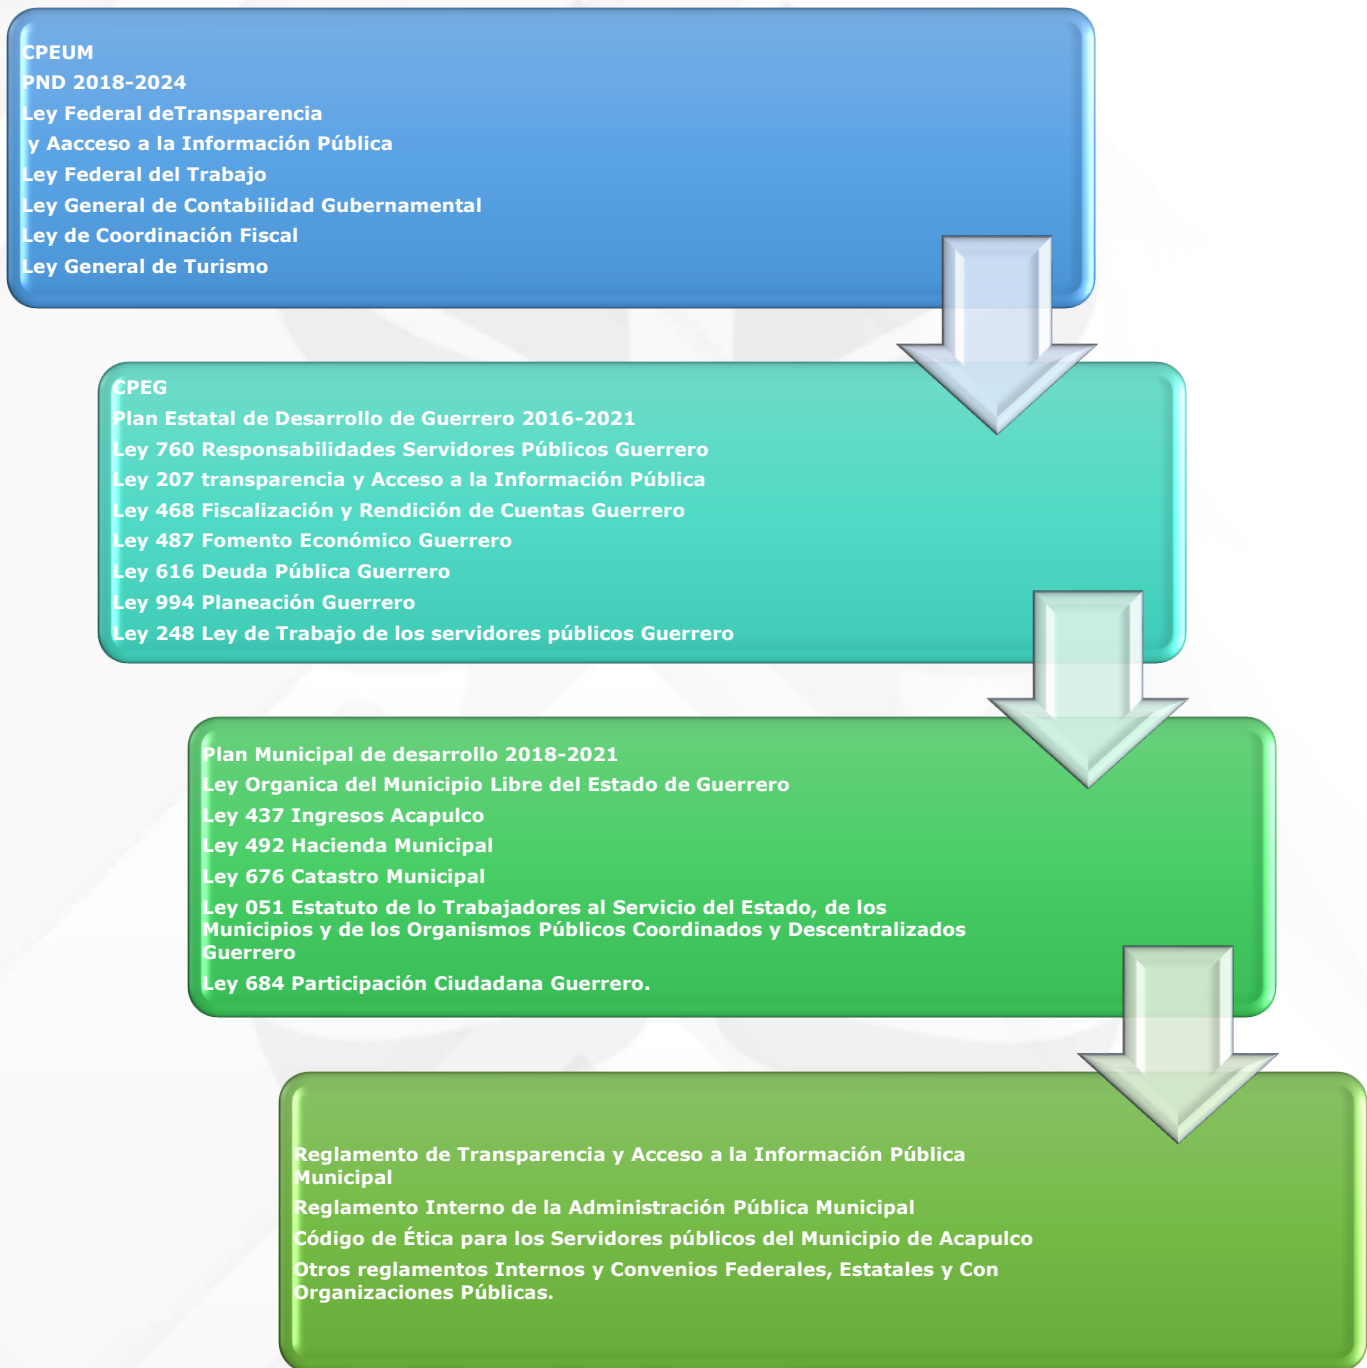 CPEUM
PND 2018-2024
Ley Federal deTransparencia
y Aacceso a la Información Pública
Ley Federal del Trabajo
Ley General de Contabilidad Gubernamental
Ley de Coordinación Fiscal
Ley General de Turismo
CPEG
Plan Estatal de Desarrollo de Guerrero 2016-2021
Ley 760 Responsabilidades Servidores Públicos Guerrero
Ley 207 transparencia y Acceso a la Información Pública
Ley 468 Fiscalización y Rendición de Cuentas Guerrero
Ley 487 Fomento Económico Guerrero
Ley 616 Deuda Pública Guerrero
Ley 994 Planeación Guerrero
Ley 248 Ley de Trabajo de los servidores públicos Guerrero
Plan Municipal de desarrollo 2018-2021
Ley Organica del Municipio Libre del Estado de Guerrero
Ley 437 Ingresos Acapulco
Ley 492 Hacienda Municipal
Ley 676 Catastro Municipal
Ley 051 Estatuto de lo Trabajadores al Servicio del Estado, de los
Municipios y de los Organismos Públicos Coordinados y Descentralizados
Guerrero
Ley 684 Participación Ciudadana Guerrero.
Reglamento de Transparencia y Acceso a la Información Pública
Municipal
Reglamento Interno de la Administración Pública Municipal
Código de Ética para los Servidores públicos del Municipio de Acapulco
Otros reglamentos Internos y Convenios Federales, Estatales y Con
Organizaciones Públicas.